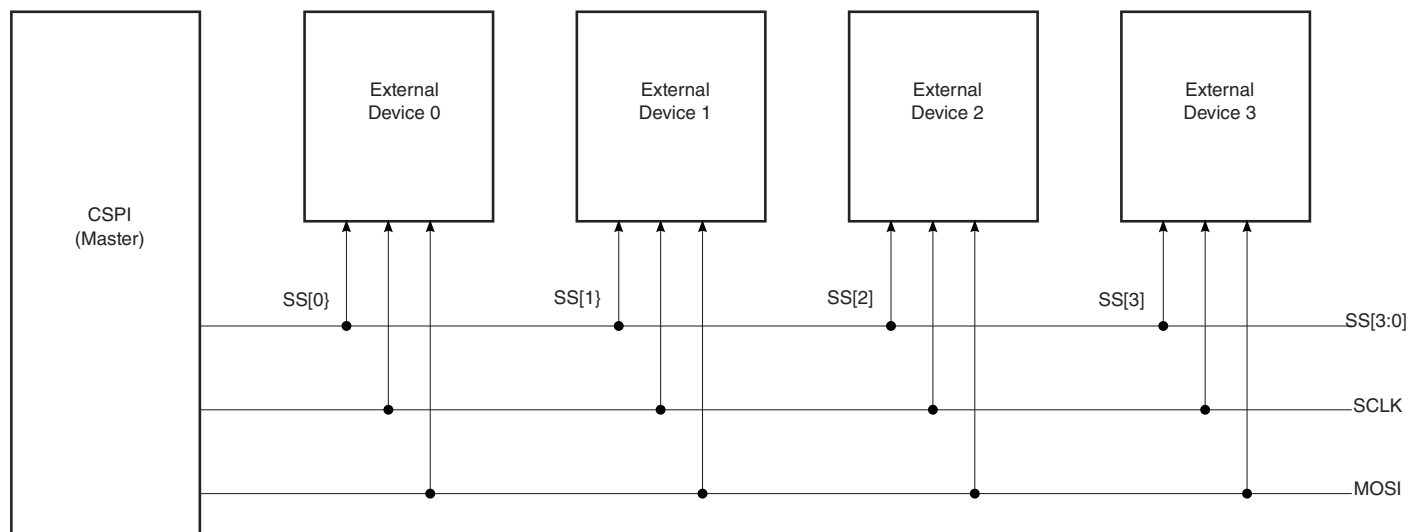 External
Device 0
External
Device 1
External
Device 2
External
Device 3
CSPI
(Master)
SS[0}
SS[1}
SS[2]
SS[3]
SS[3:0]
SCLK
MOSI